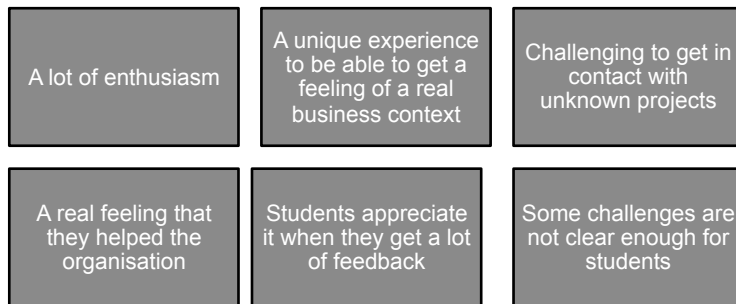 A lot of enthusiasm
A unique experience
to be able to get a
feeling of a real
business context
Challenging to get in
contact with
unknown projects
A real feeling that
they helped the
organisation
Students appreciate
it when they get a lot
of feedback
Some challenges are
not clear enough for
students